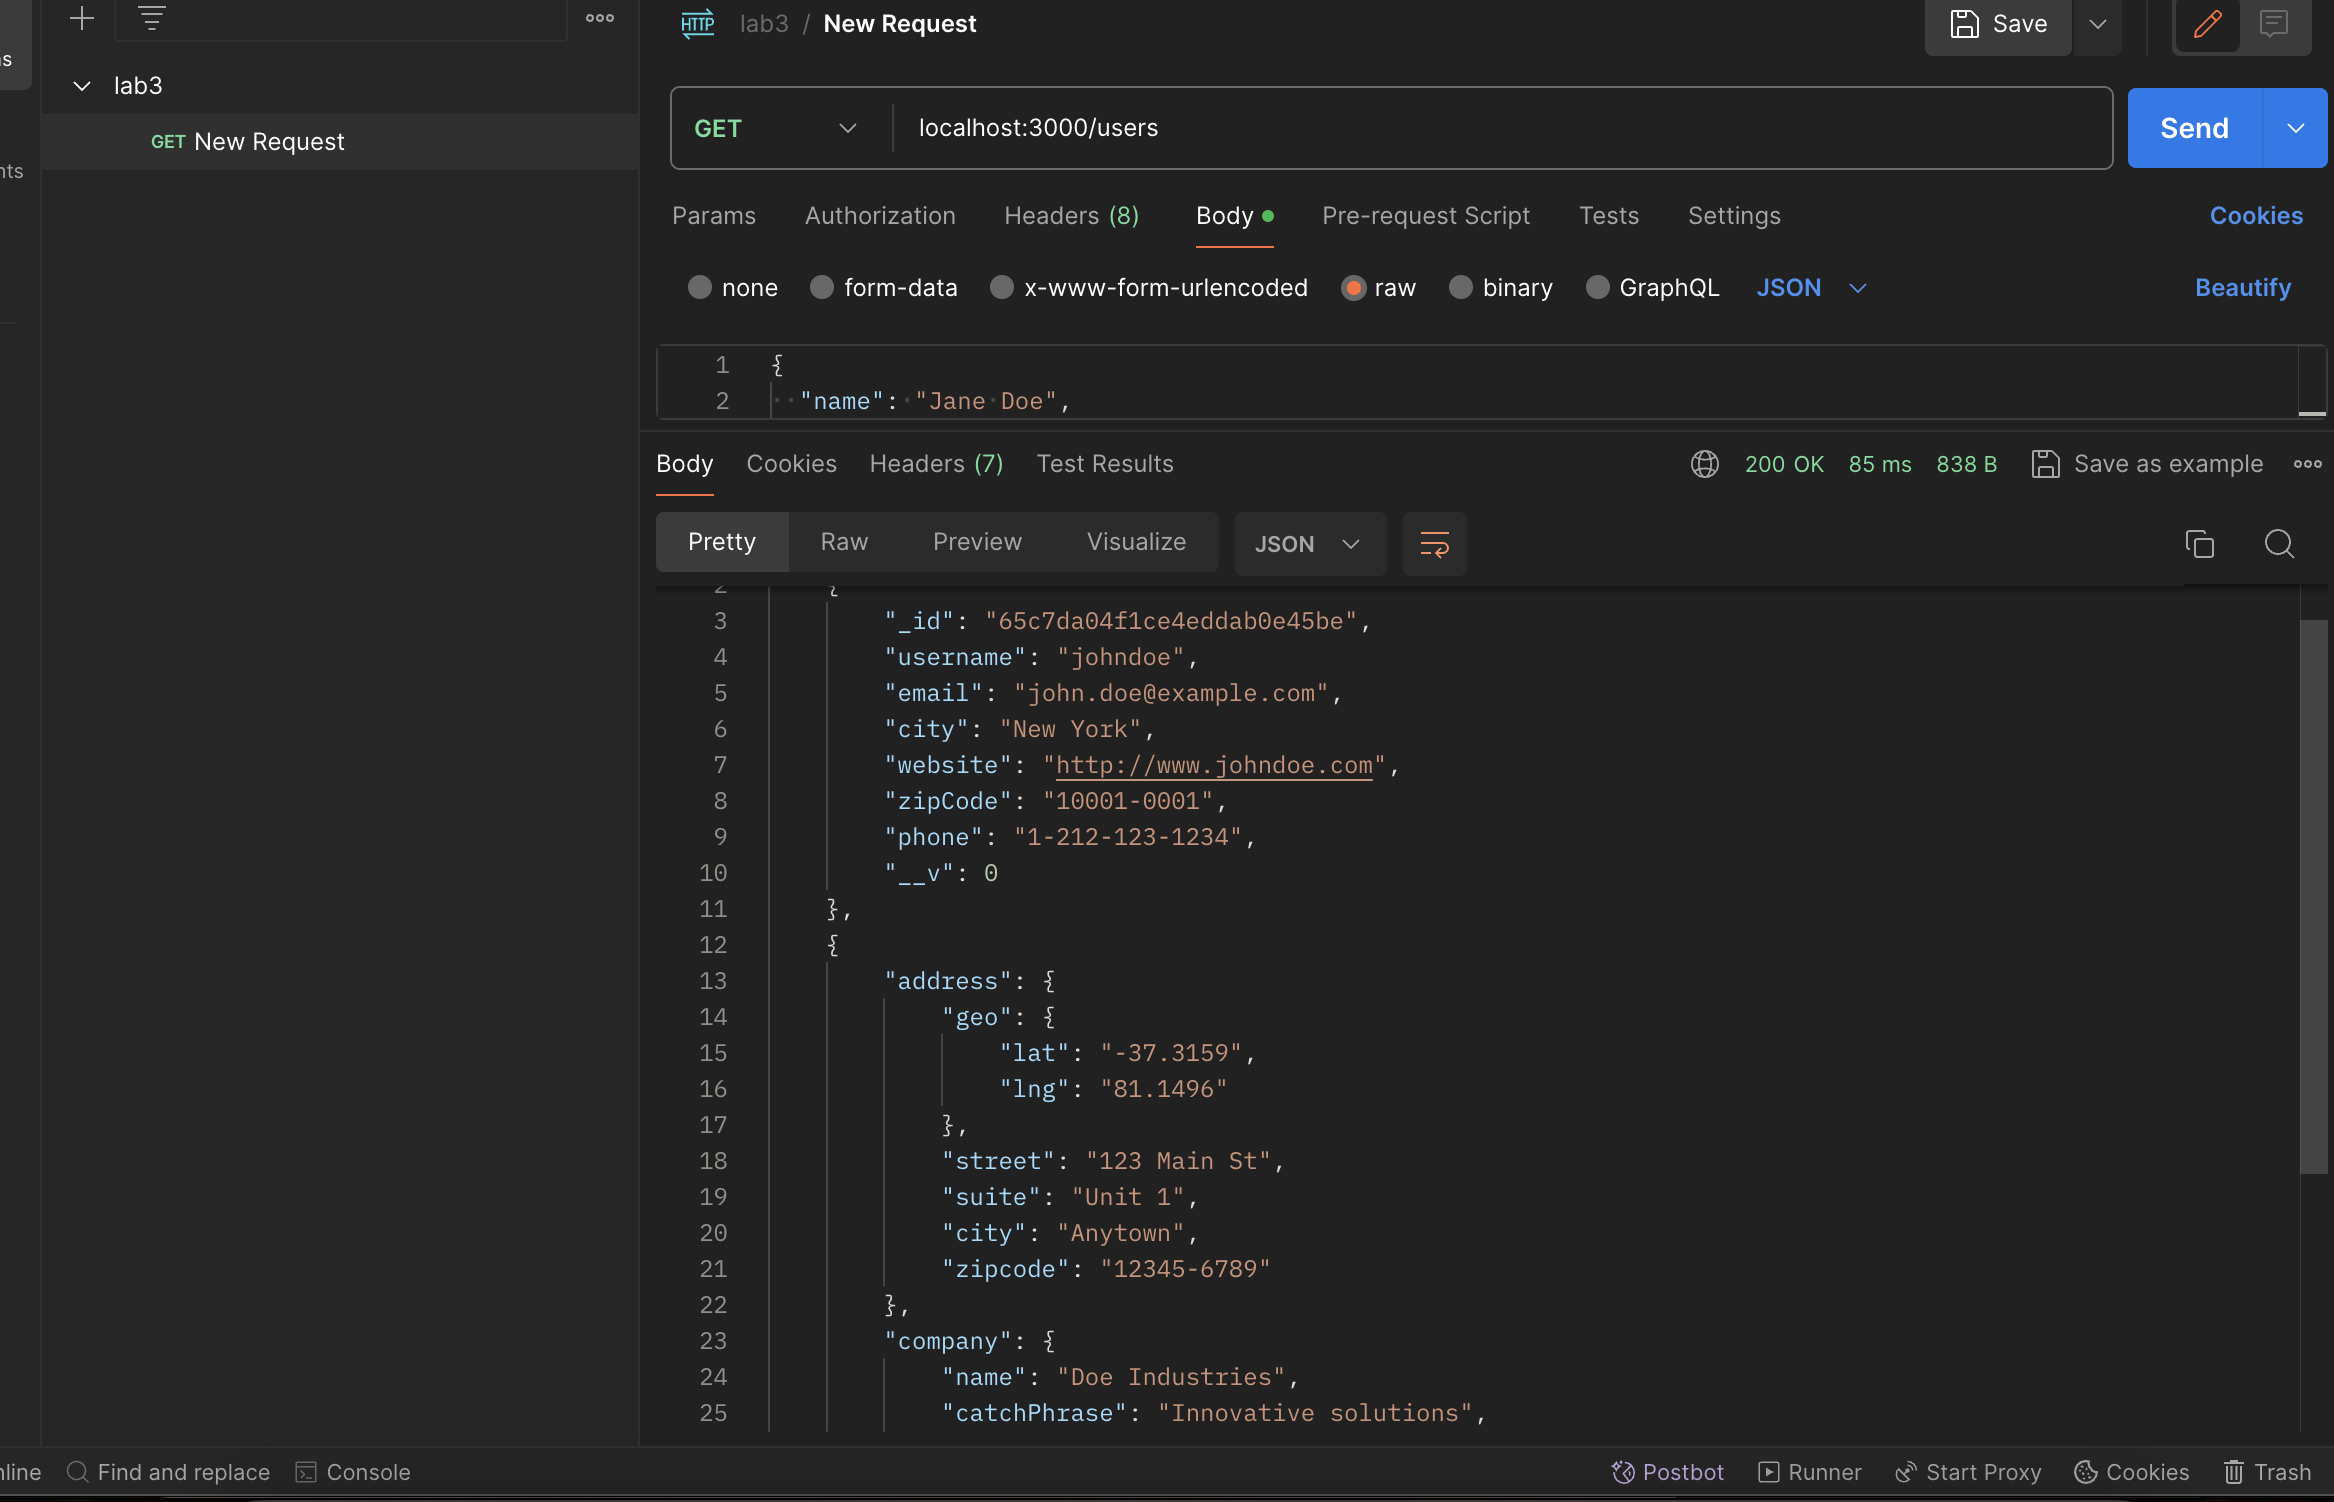 lab3 / New Request
Save
s
lab3
GET New Request
nts
GET localhost:3000/users
Send
Params Authorization Headers (8) Body Pre-request Script Tests Settings Cookies
none form-data x-www-form-urlencoded raw binary GraphQL JSON Beautify
1 {
2 "name": "Jane Doe",
Body Cookies Headers (7) Test Results 200 OK 85 ms 838 B Save as example
Pretty Raw Preview Visualize JSON
2 {
3 "_id": "65c7da04f1ce4eddab0e45be",
4 "username": "johndoe",
5 "email": "john.doe@example.com",
6 "city": "New York",
7 "website": "http://www.johndoe.com",
8 "zipCode": "10001-0001",
9 "phone": "1-212-123-1234",
10 "__v": 0
11 },
12 {
13 "address": {
14 "geo": {
15 "lat": "-37.3159",
16 "lng": "81.1496"
17 },
18 "street": "123 Main St",
19 "suite": "Unit 1",
20 "city": "Anytown",
21 "zipcode": "12345-6789"
22 },
23 "company": {
24 "name": "Doe Industries",
25 "catchPhrase": "Innovative solutions",
nline Find and replace Console Postbot Runner Start Proxy Cookies Trash